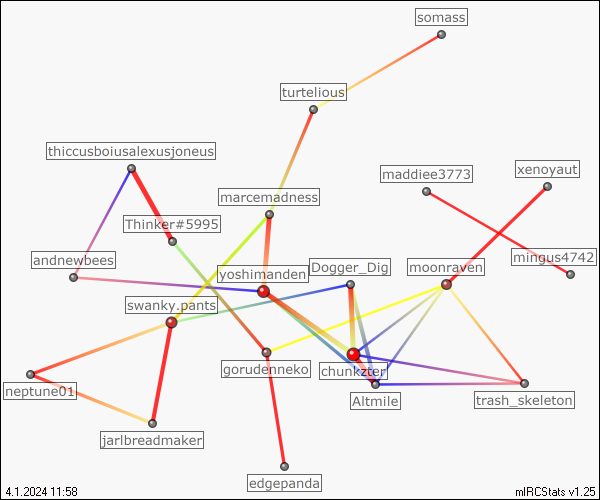 somass
turtelious
thiccusboiusalexusjoneus
maddiee3773
xenoyaut
marcemadness
Thinker#5995
andnewbees
yoshimanden
Dogger_Dig
moonraven
mingus4742
swanky.pants
gorudenneko
chunkzter
neptune01
Altmile
trash_skeleton
jarlbreadmaker
edgepanda
4.1.2024 11:58
mIRCStats v1.25